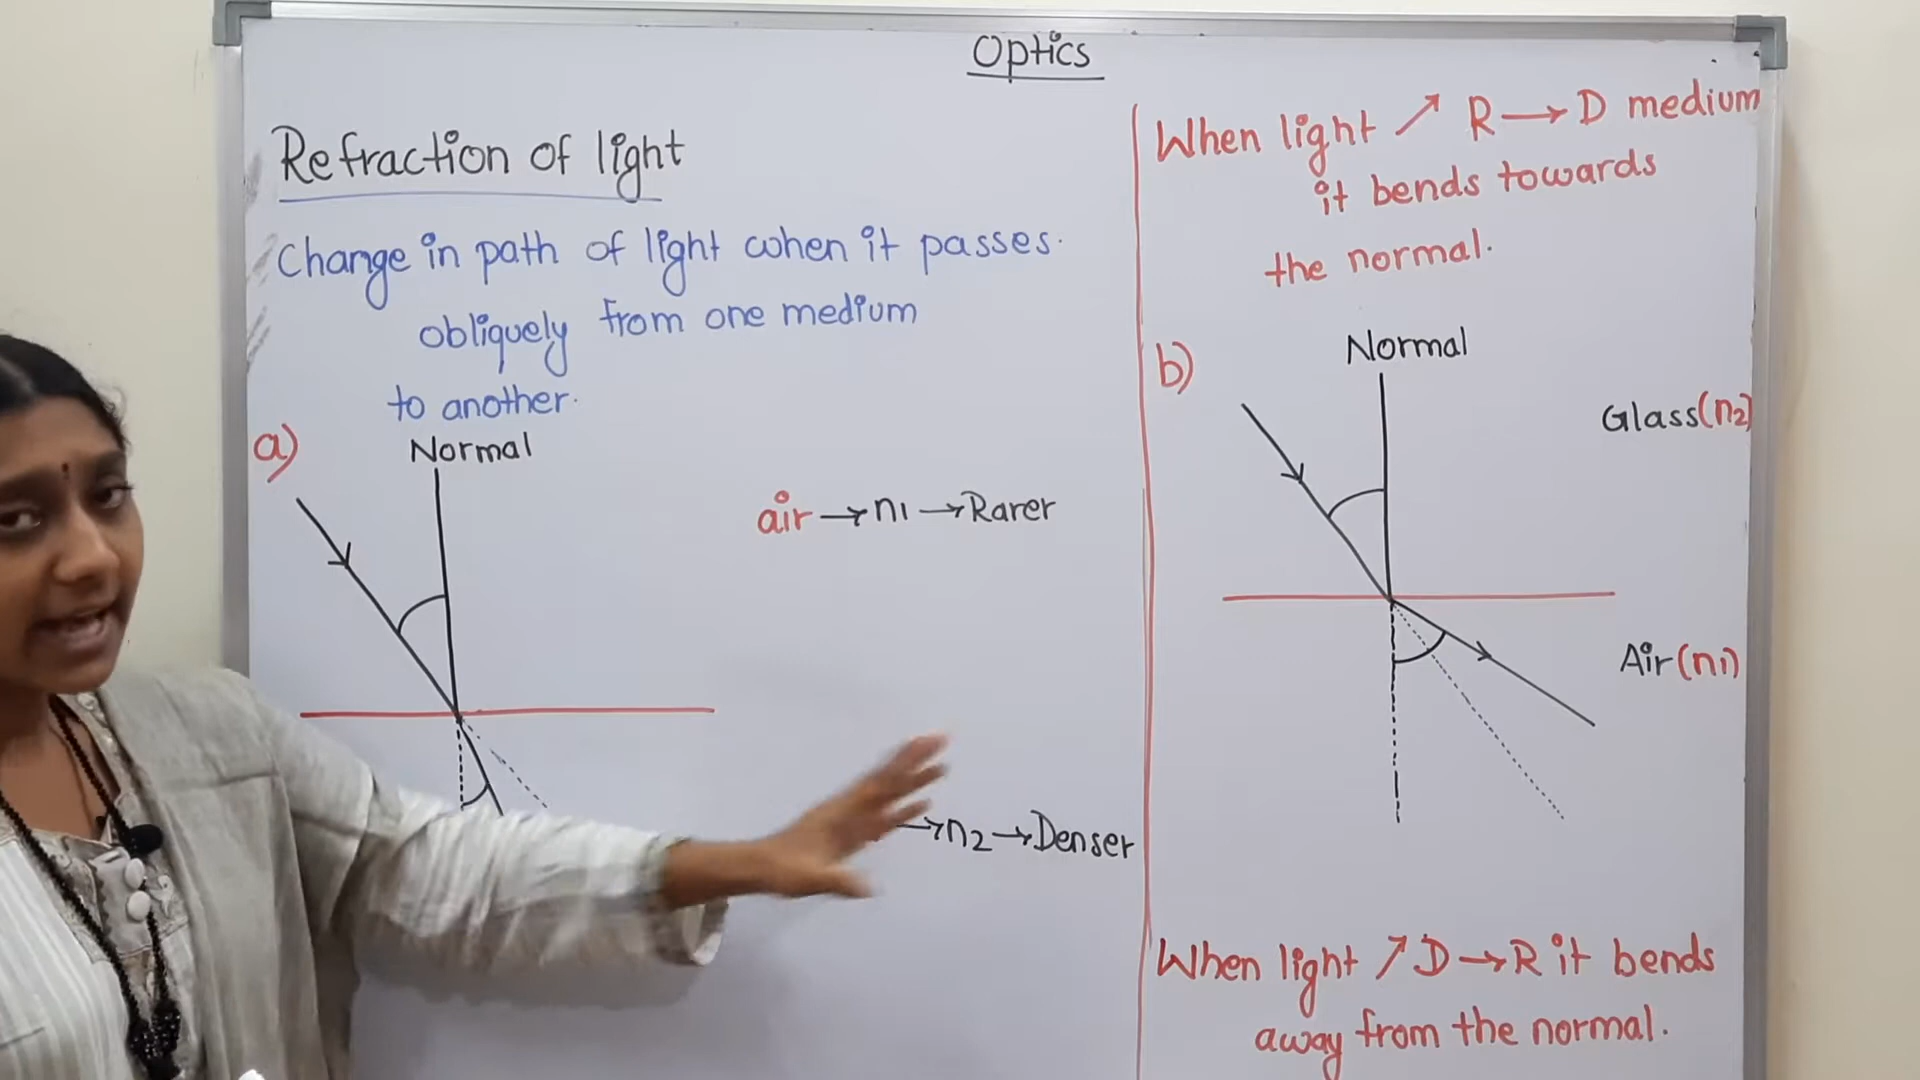 Optics
Refraction of light
Change in path of light when it passes.
obliquely from one medium
to another.
a)
Normal
air → n1 → Rarer
→ n2 → Denser
When light ↗ R → D medium
it bends towards
the normal.
b)
Normal
Glass(n2)
Air(n1)
When light ↗ D → R it bends
away from the normal.